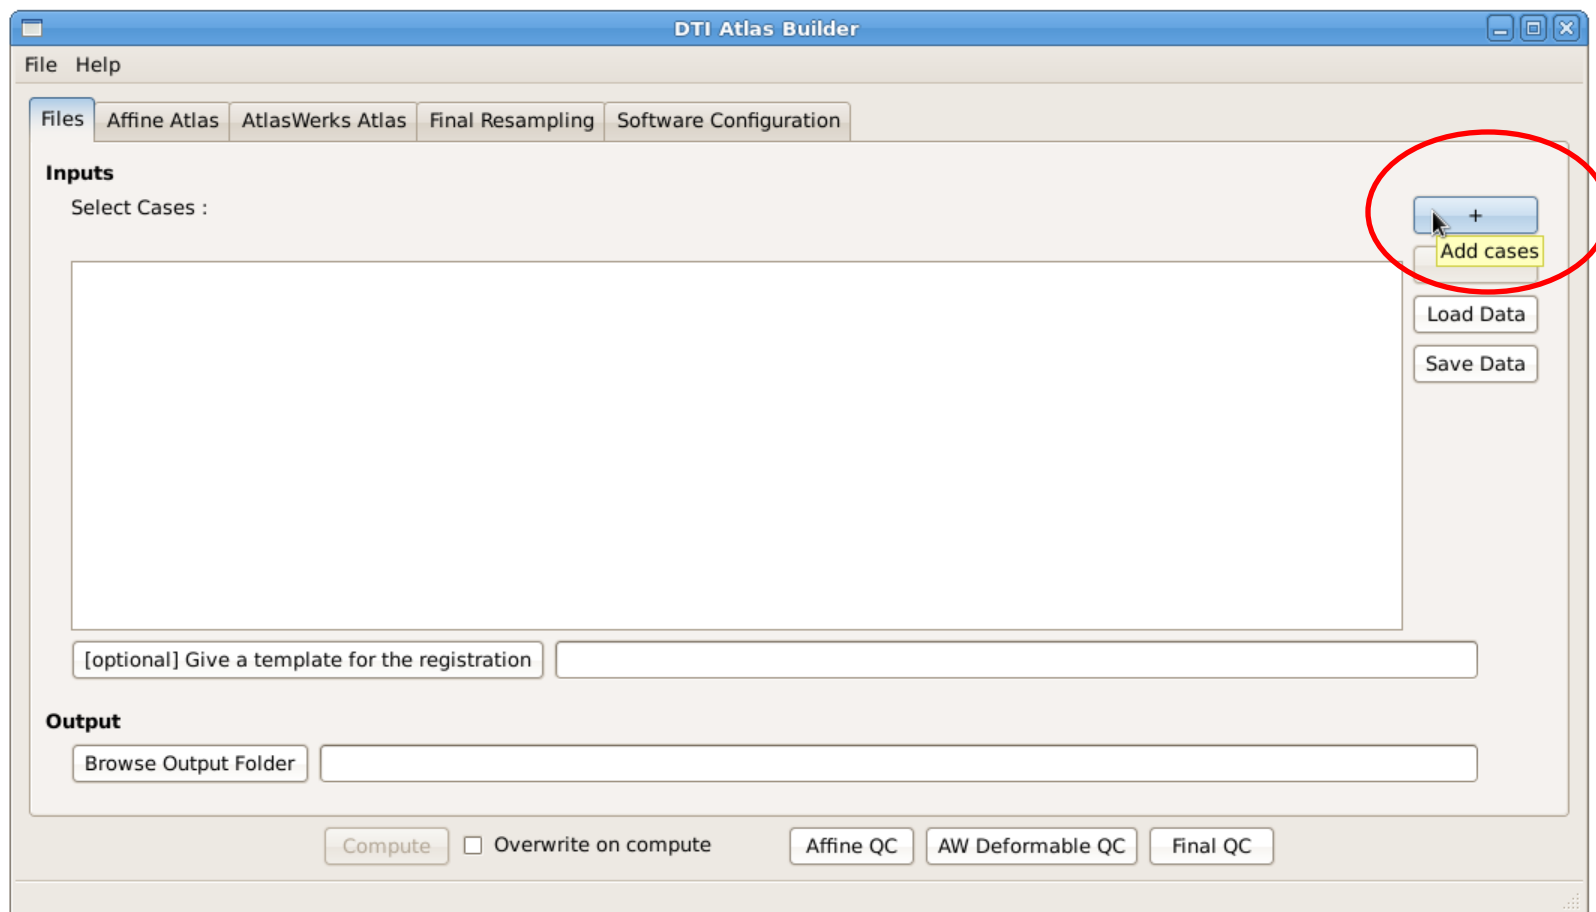 DTI Atlas Builder
File Help
Files Affine Atlas AtlasWerks Atlas Final Resampling Software Configuration
Inputs
Select Cases :
+
Add cases
Load Data
Save Data
[optional] Give a template for the registration
Output
Browse Output Folder
Compute Overwrite on compute Affine QC AW Deformable QC Final QC